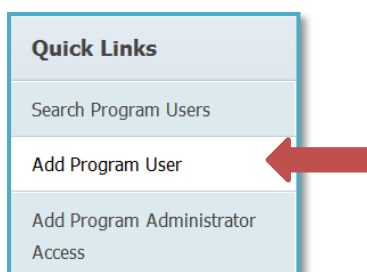 Quick Links
Search Program Users
Add Program User
Add Program Administrator
Access